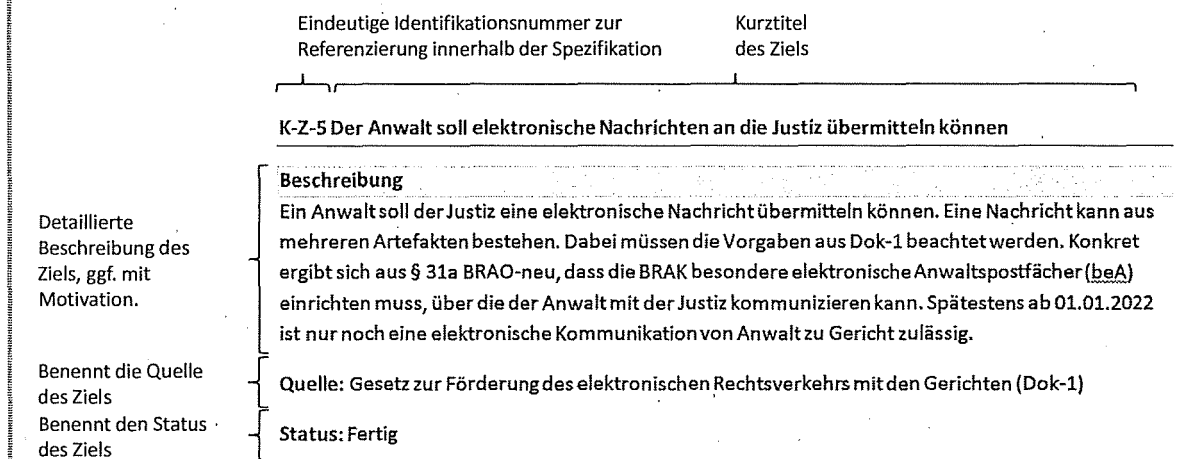 Eindeutige Identifikationsnummer zur
Referenzierung innerhalb der Spezifikation
Kurztitel
des Ziels
K-Z-5 Der Anwalt soll elektronische Nachrichten an die Justiz übermitteln können
Detaillierte
Beschreibung des
Ziels, ggf. mit
Motivation.
Beschreibung
Ein Anwalt soll der Justiz eine elektronische Nachricht übermitteln können. Eine Nachricht kann aus
mehreren Artefakten bestehen. Dabei müssen die Vorgaben aus Dok-1 beachtet werden. Konkret
ergibt sich aus § 31a BRAO-neu, dass die BRAK besondere elektronische Anwaltspostfächer (beA)
einrichten muss, über die der Anwalt mit der Justiz kommunizieren kann. Spätestens ab 01.01.2022
ist nur noch eine elektronische Kommunikation von Anwalt zu Gericht zulässig.
Benennt die Quelle
des Ziels
Quelle: Gesetz zur Förderung des elektronischen Rechtsverkehrs mit den Gerichten (Dok-1)
Benennt den Status
des Ziels
Status: Fertig